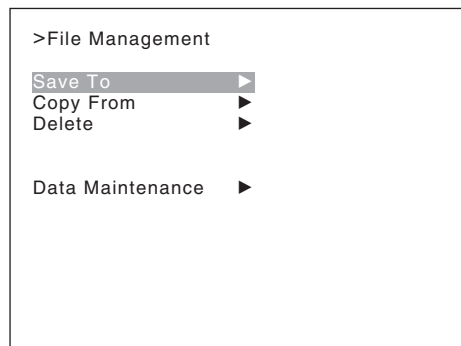 >File Management
Save To ▶
Copy From ▶
Delete ▶
Data Maintenance ▶